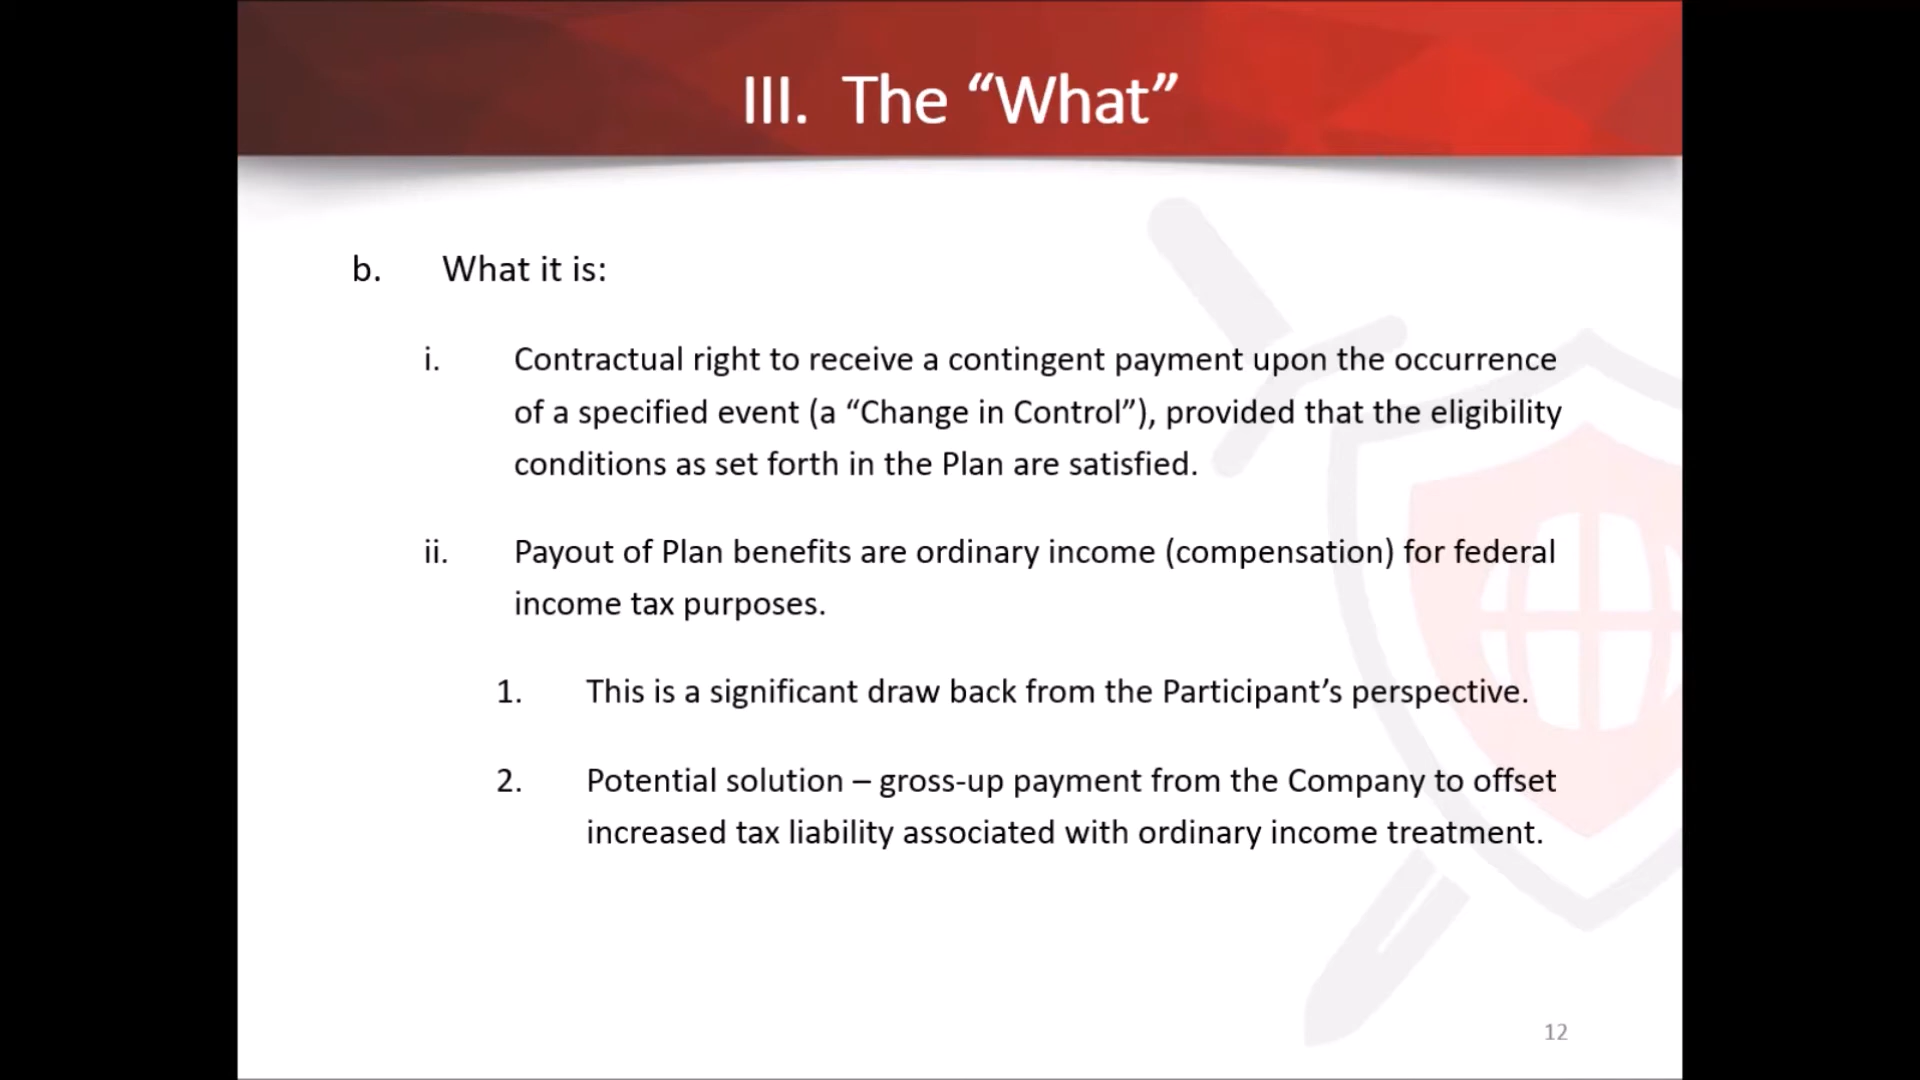 III. The “What”
b. What it is:
i. Contractual right to receive a contingent payment upon the occurrence
of a specified event (a “Change in Control”), provided that the eligibility
conditions as set forth in the Plan are satisfied.
ii. Payout of Plan benefits are ordinary income (compensation) for federal
income tax purposes.
1. This is a significant draw back from the Participant’s perspective.
2. Potential solution – gross-up payment from the Company to offset
increased tax liability associated with ordinary income treatment.
12